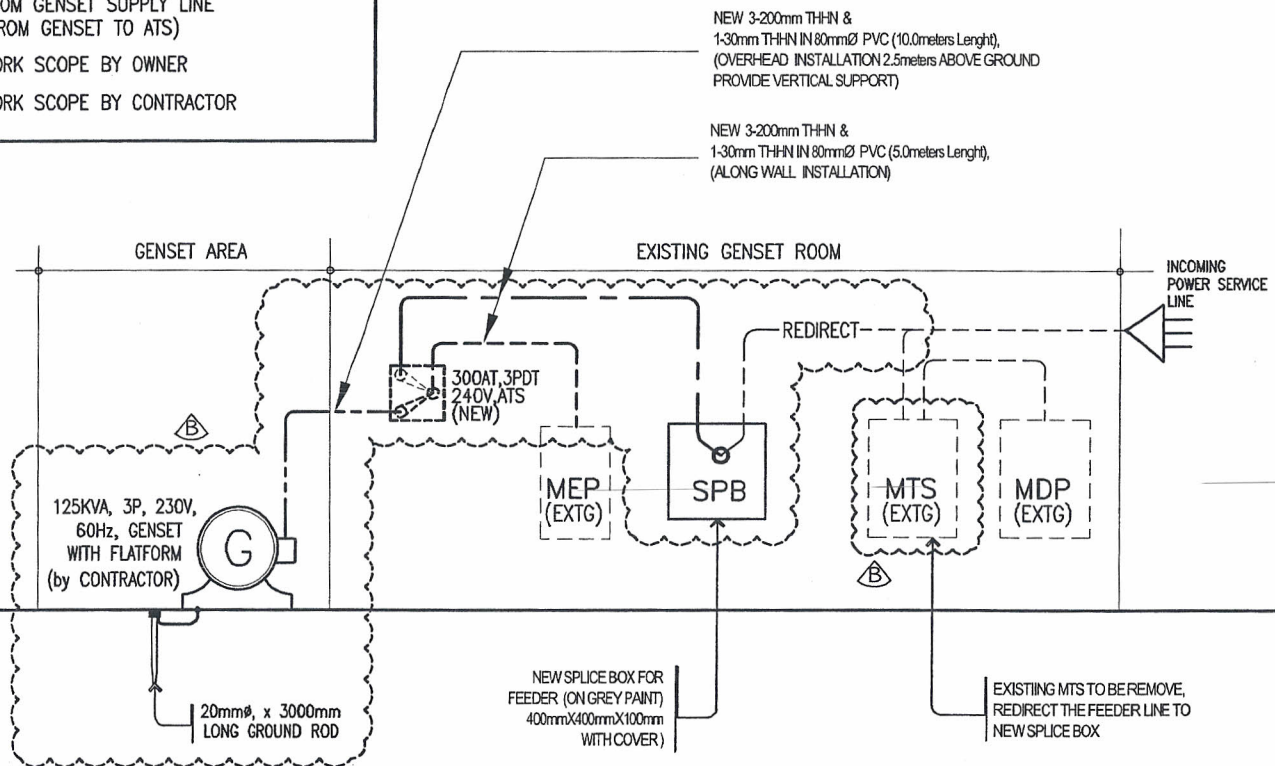 OM GENSET SUPPLY LINE
ROM GENSET TO ATS)
ORK SCOPE BY OWNER
ORK SCOPE BY CONTRACTOR
NEW 3-200mm THHN &
1-30mm THHN IN 80mmØ PVC (10.0meters Lenght),
(OVERHEAD INSTALLATION 2.5meters ABOVE GROUND
PROVIDE VERTICAL SUPPORT)
NEW 3-200mm THHN &
1-30mm THHN IN 80mmØ PVC (5.0meters Lenght),
(ALONG WALL INSTALLATION)
GENSET AREA
EXISTING GENSET ROOM
INCOMING
POWER SERVICE
LINE
REDIRECT
300AT,3PDT
240V,ATS
(NEW)
B
125KVA, 3P, 230V,
60Hz, GENSET
WITH FLATFORM
(by CONTRACTOR)
G
MEP
(EXTG)
SPB
MTS
(EXTG)
MDP
(EXTG)
B
20mmø, x 3000mm
LONG GROUND ROD
NEW SPLICE BOX FOR
FEEDER (ON GREY PAINT)
400mmX400mmX100mm
WITH COVER )
EXISTIING MTS TO BE REMOVE,
REDIRECT THE FEEDER LINE TO
NEW SPLICE BOX